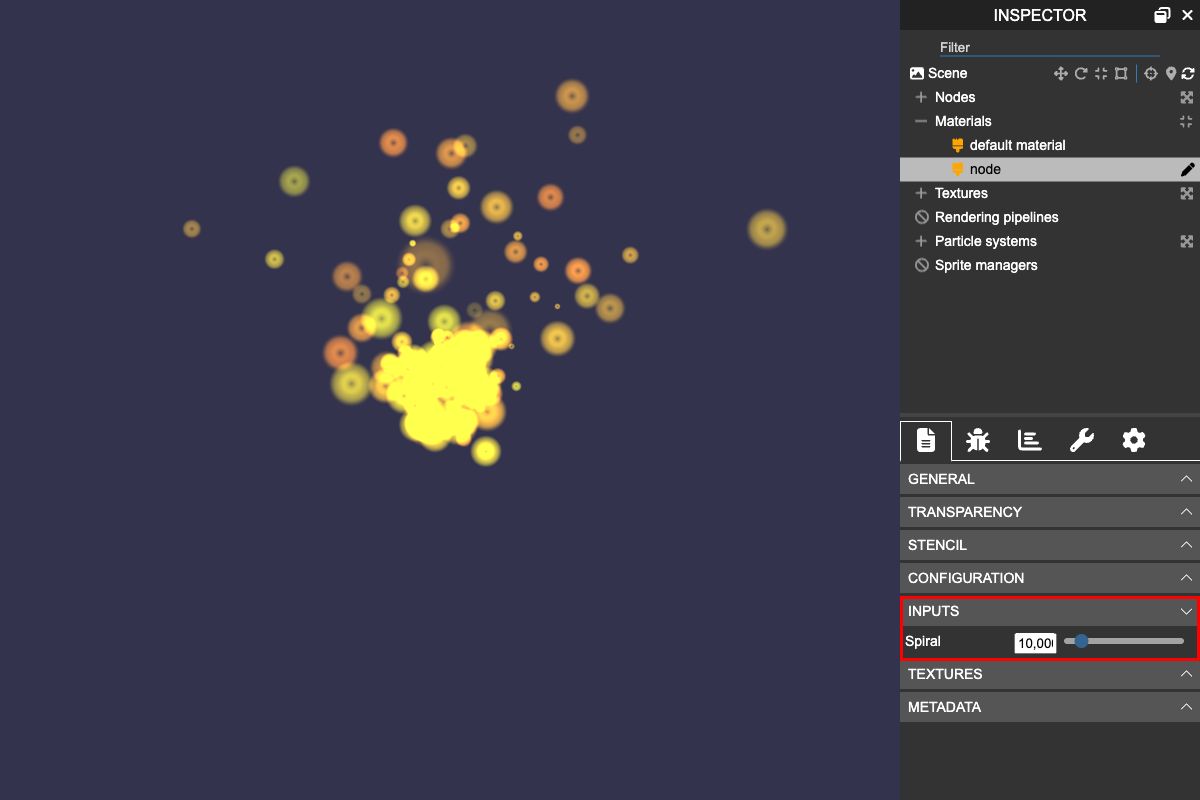 INSPECTOR
Filter
Scene
Nodes
Materials
default material
node
Textures
Rendering pipelines
Particle systems
Sprite managers
GENERAL
TRANSPARENCY
STENCIL
CONFIGURATION
INPUTS
Spiral 10,00
TEXTURES
METADATA